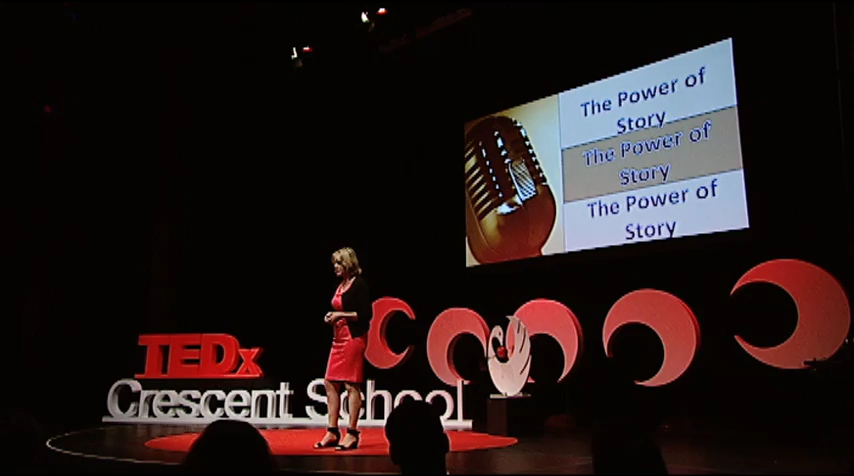 The Power of
Story
The Power of
Story
The Power of
Story
TEDx
Crescent School